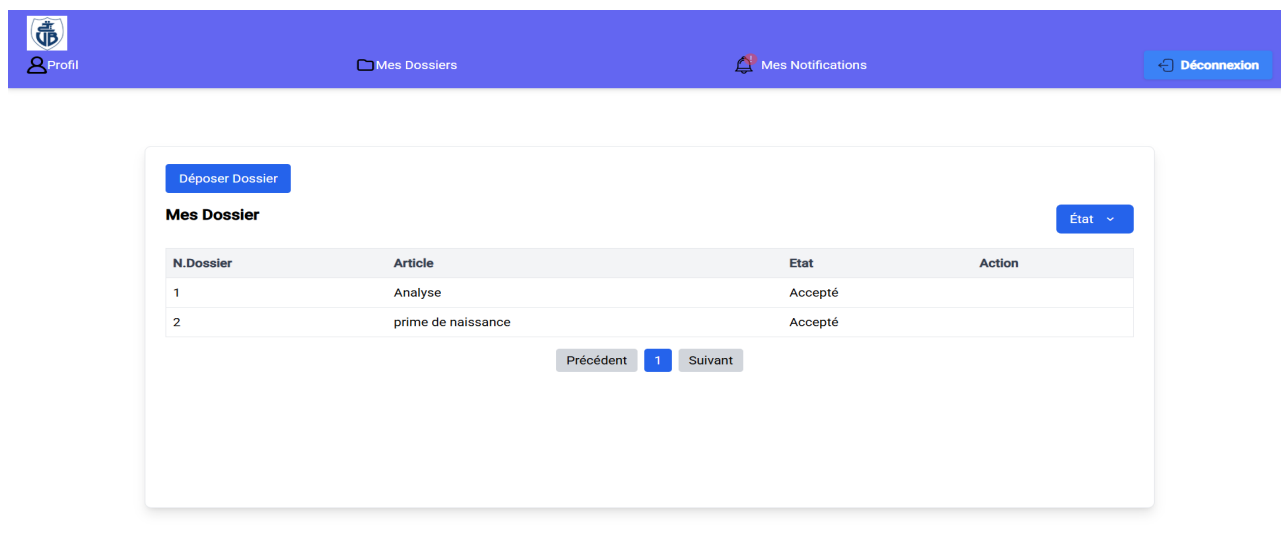 UB
Profil
Mes Dossiers
Mes Notifications
Déconnexion
Déposer Dossier
Mes Dossier
État
N.Dossier Article Etat Action
1 Analyse Accepté
2 prime de naissance Accepté
Précédent 1 Suivant